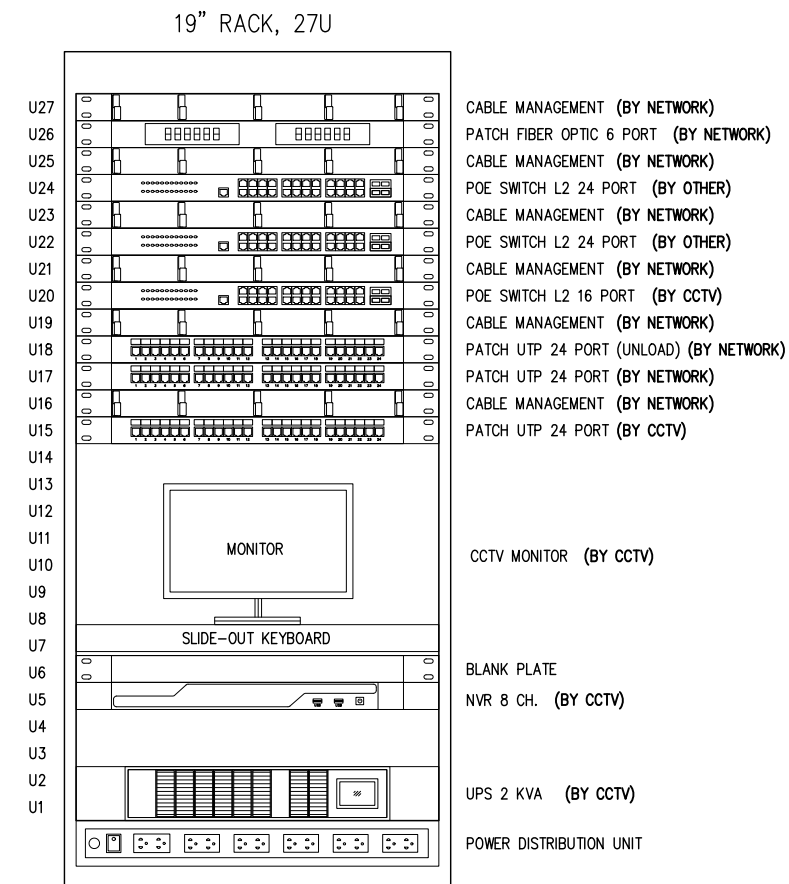 19” RACK, 27U
U27 CABLE MANAGEMENT (BY NETWORK)
U26 PATCH FIBER OPTIC 6 PORT (BY NETWORK)
U25 CABLE MANAGEMENT (BY NETWORK)
U24 POE SWITCH L2 24 PORT (BY OTHER)
U23 CABLE MANAGEMENT (BY NETWORK)
U22 POE SWITCH L2 24 PORT (BY OTHER)
U21 CABLE MANAGEMENT (BY NETWORK)
U20 POE SWITCH L2 16 PORT (BY CCTV)
U19 CABLE MANAGEMENT (BY NETWORK)
U18 PATCH UTP 24 PORT (UNLOAD) (BY NETWORK)
U17 PATCH UTP 24 PORT (BY NETWORK)
U16 CABLE MANAGEMENT (BY NETWORK)
U15 PATCH UTP 24 PORT (BY CCTV)
U14
U13
U12
U11 MONITOR
U10 CCTV MONITOR (BY CCTV)
U9
U8
U7 SLIDE-OUT KEYBOARD
U6 BLANK PLATE
U5 NVR 8 CH. (BY CCTV)
U4
U3
U2
U1 UPS 2 KVA (BY CCTV)
POWER DISTRIBUTION UNIT